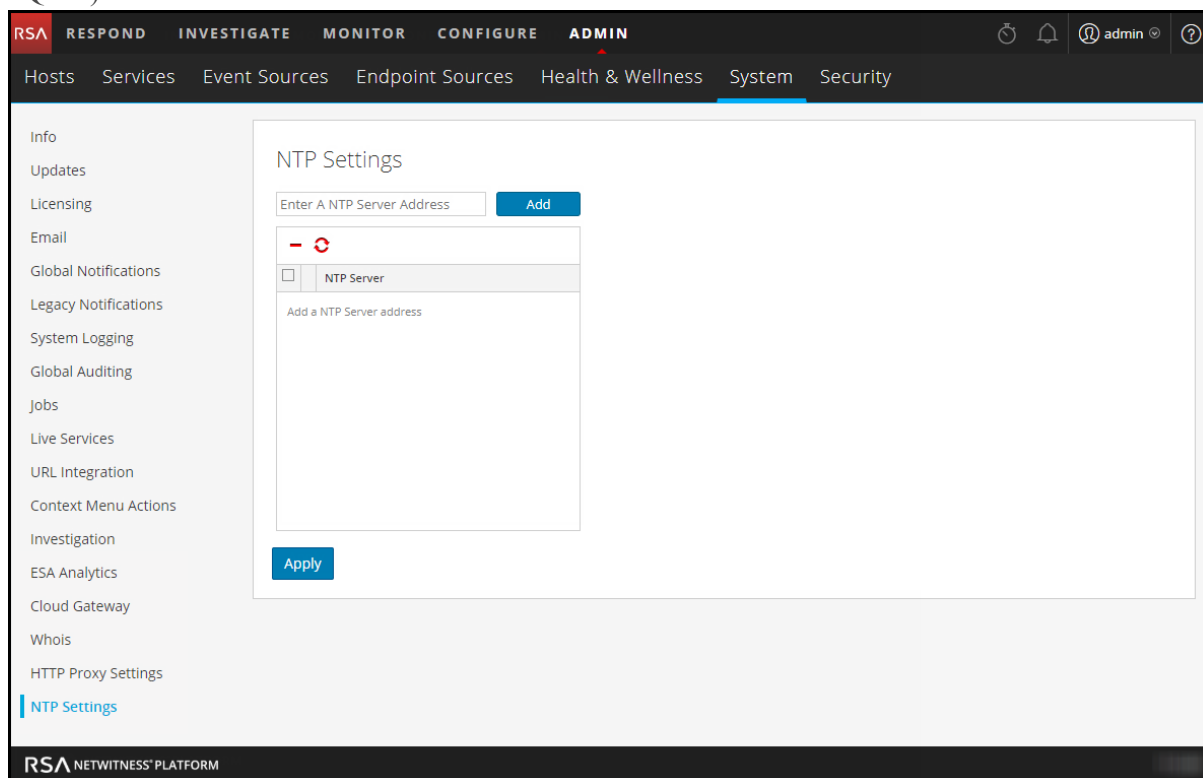 RSA RESPOND INVESTIGATE MONITOR CONFIGURE ADMIN admin ?
Hosts Services Event Sources Endpoint Sources Health & Wellness System Security
Info
Updates
Licensing
Email
Global Notifications
Legacy Notifications
System Logging
Global Auditing
Jobs
Live Services
URL Integration
Context Menu Actions
Investigation
ESA Analytics
Cloud Gateway
Whois
HTTP Proxy Settings
NTP Settings
NTP Settings
Enter A NTP Server Address Add
NTP Server
Add a NTP Server address
Apply
RSA NETWITNESS® PLATFORM